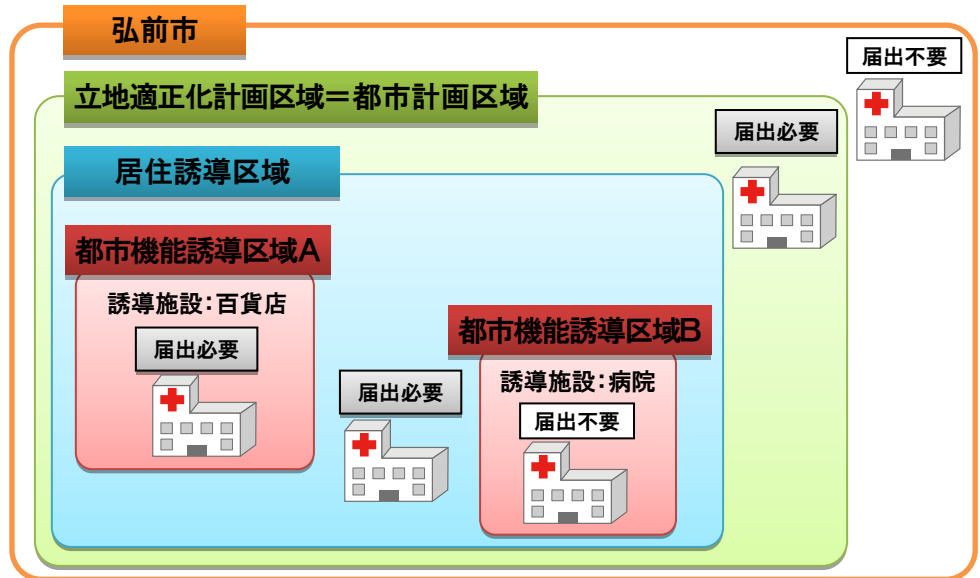 弘前市
届出不要
立地適正化計画区域＝都市計画区域
届出必要
居住誘導区域
都市機能誘導区域A
誘導施設：百貨店
届出必要
都市機能誘導区域B
誘導施設：病院
届出必要
届出不要